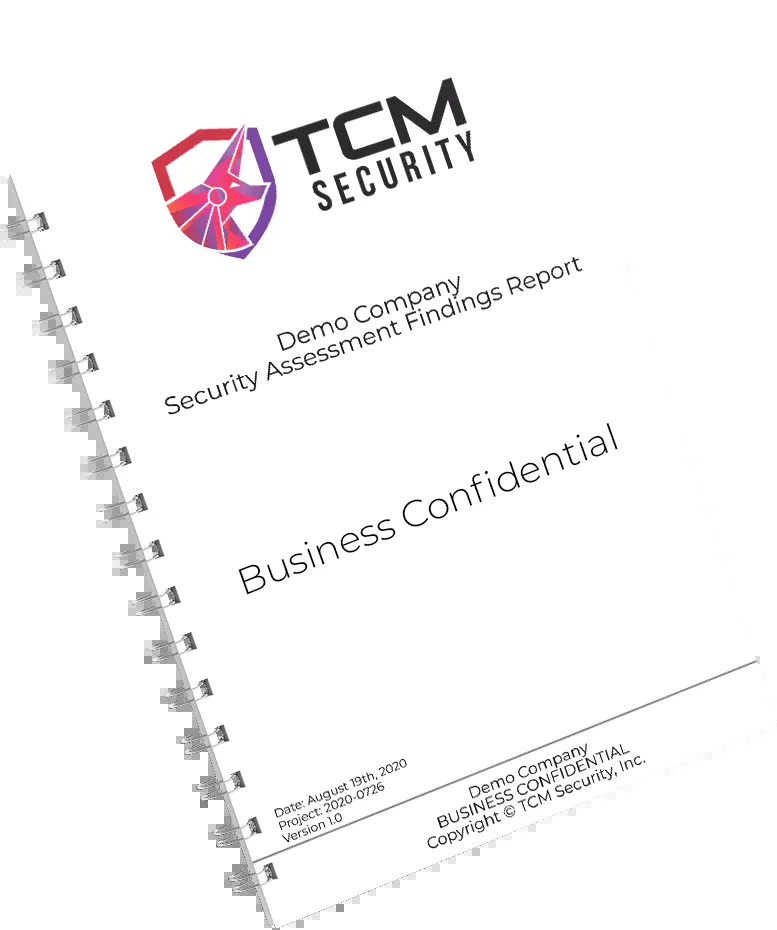 TCM
SECURITY
Demo Company
Security Assessment Findings Report
Business Confidential
Date: August 19th, 2020
Project: 2020-0726
Version 1.0
Demo Company
BUSINESS CONFIDENTIAL
Copyright © TCM Security, Inc.